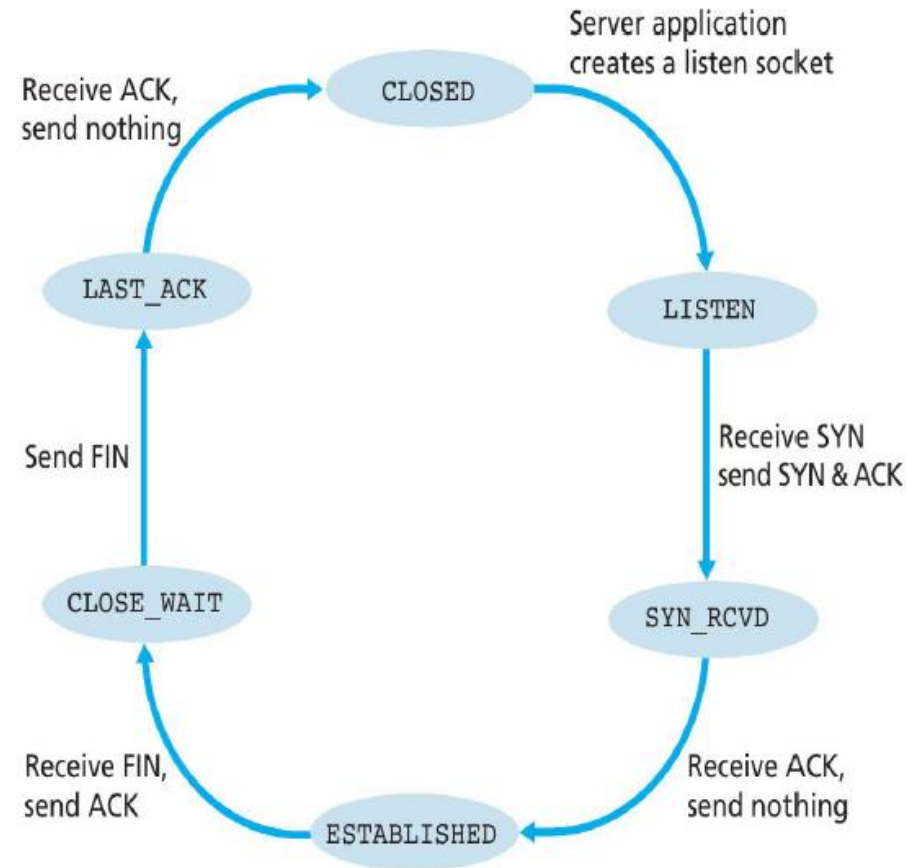 CLOSED
Server application
creates a listen socket
LISTEN
Receive SYN
send SYN & ACK
SYN_RCVD
Receive ACK,
send nothing
ESTABLISHED
Receive FIN,
send ACK
CLOSE_WAIT
Send FIN
LAST_ACK
Receive ACK,
send nothing